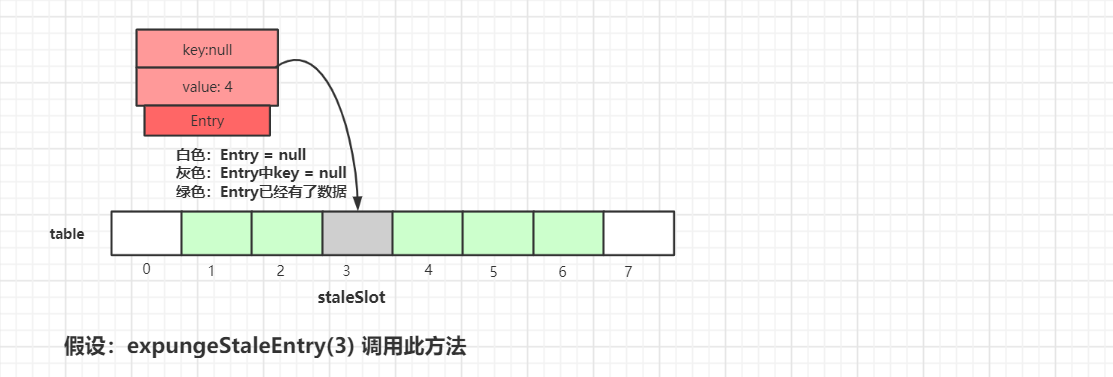 key:null
value: 4
Entry
白色：Entry = null
灰色：Entry中key = null
绿色：Entry已经有了数据
table
0 1 2 3 4 5 6 7
staleSlot
假设：expungeStaleEntry(3) 调用此方法